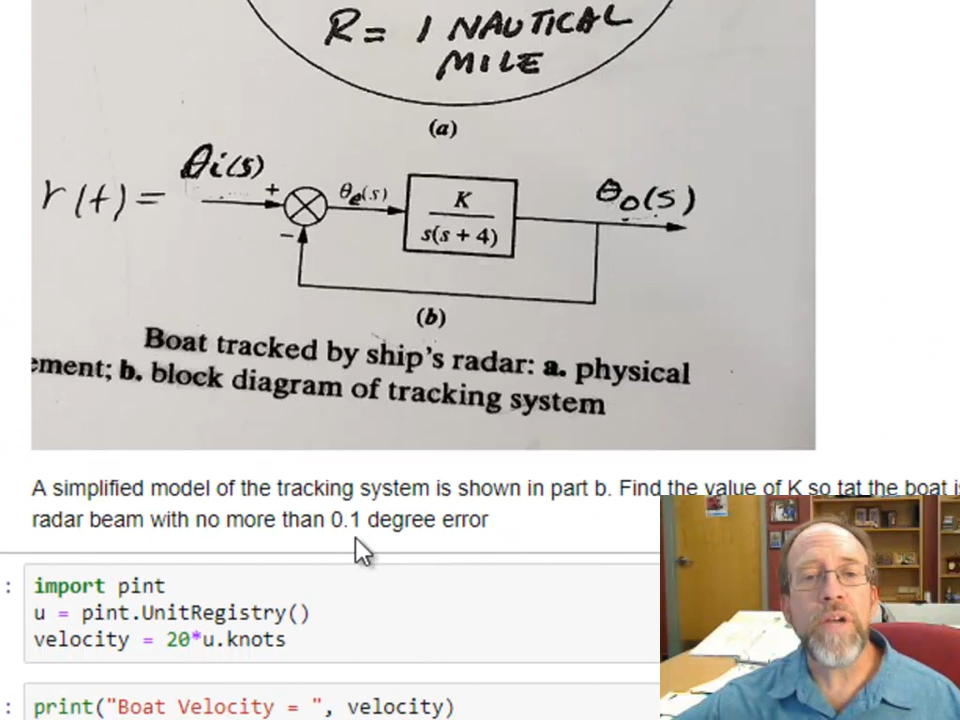 R = 1 NAUTICAL
MILE
(a)
r(t) = θi(s) + θe(s) K θo(s)
s(s + 4)
−
(b)
Boat tracked by ship's radar: a. physical
ement; b. block diagram of tracking system
A simplified model of the tracking system is shown in part b. Find the value of K so tat the boat is
radar beam with no more than 0.1 degree error
: import pint
u = pint.UnitRegistry()
velocity = 20*u.knots
: print("Boat Velocity = ", velocity)